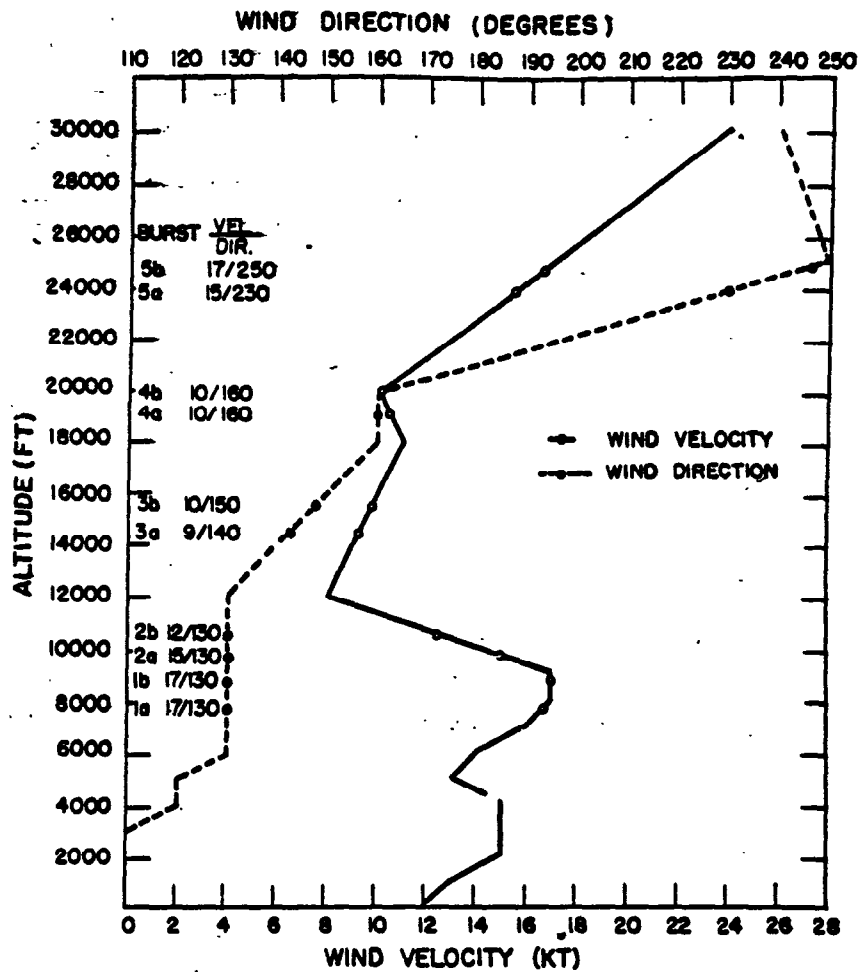 WIND DIRECTION (DEGREES)
110 120 130 140 150 160 170 180 190 200 210 220 230 240 250
30000
28000
26000 BURST VEL. DIR.
5b 17/250
24000 5a 15/230
22000
20000 4b 10/160
4a 10/160
18000
WIND VELOCITY
WIND DIRECTION
16000
3b 10/150
14000 3a 9/140
12000
2b 12/130
10000 2a 15/130
1b 17/130
8000 1a 17/130
6000
4000
2000
ALTITUDE (FT)
0 2 4 6 8 10 12 14 16 18 20 22 24 26 28
WIND VELOCITY (KT)